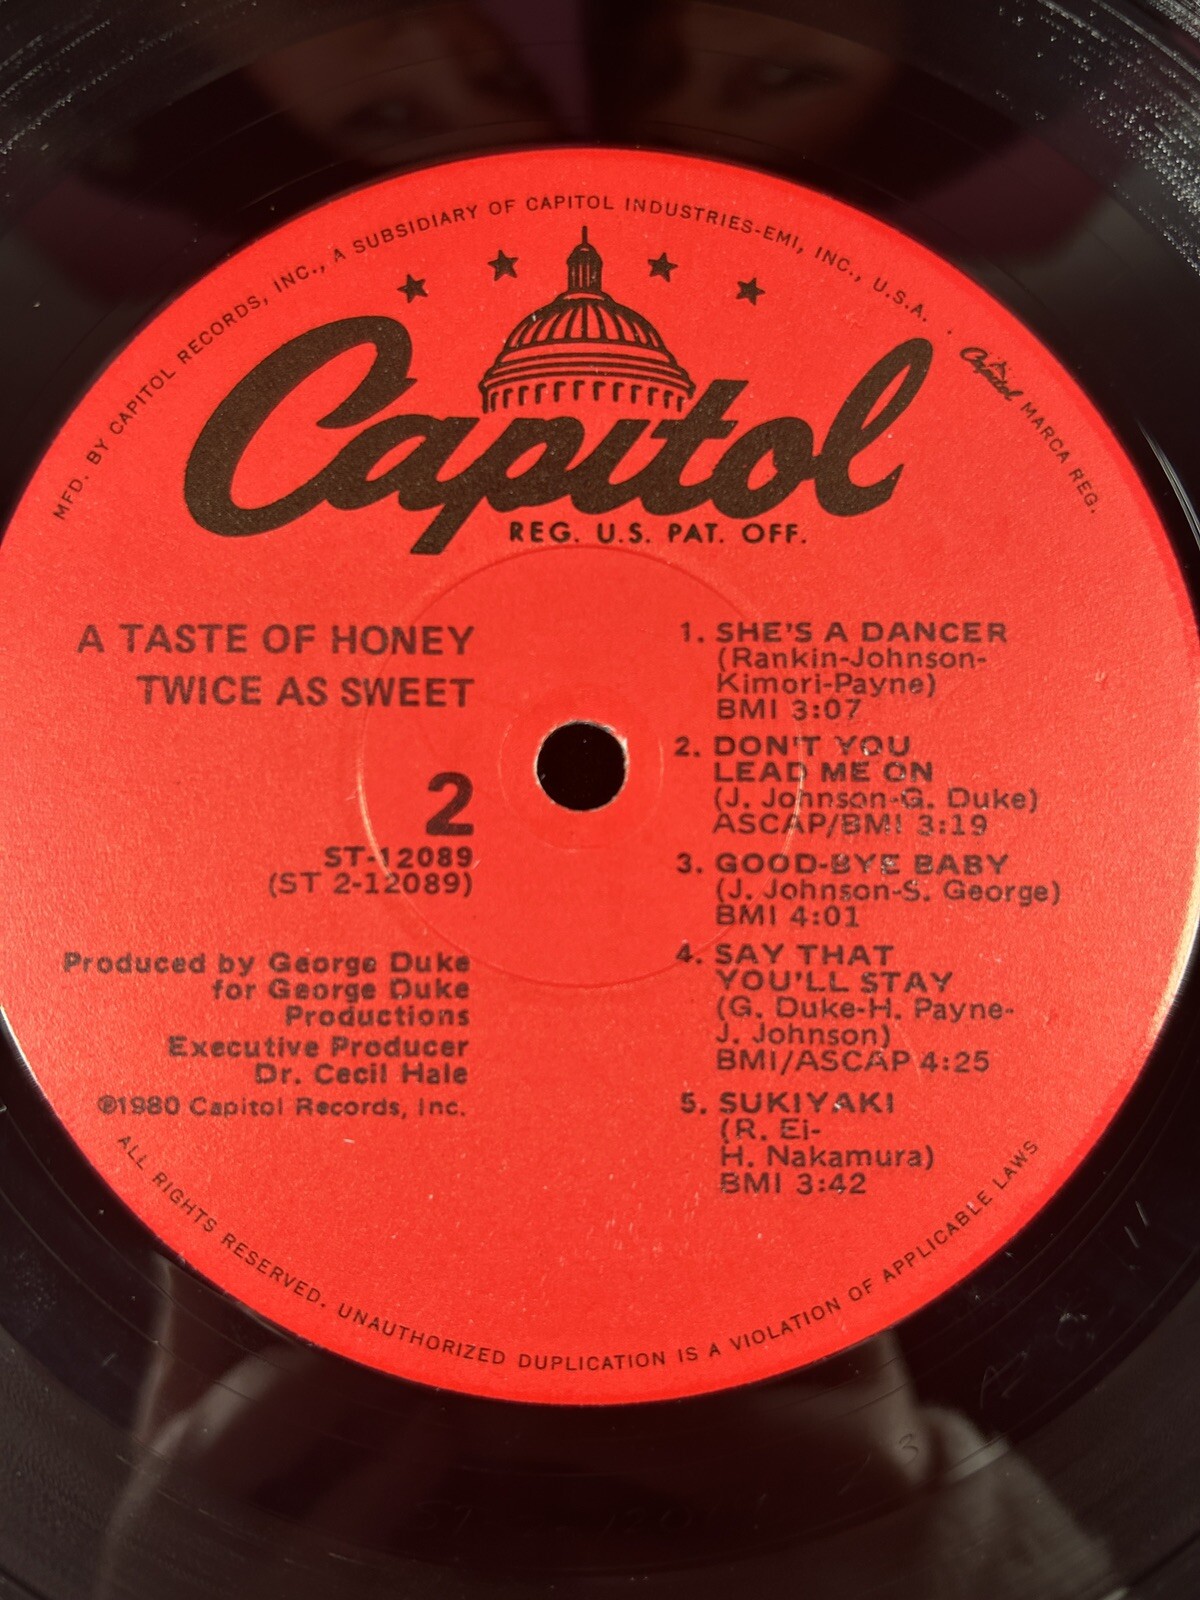 MFD. BY CAPITOL RECORDS, INC., A SUBSIDIARY OF CAPITOL INDUSTRIES-EMI, INC., U.S.A. · Capitol MARCA REG.
Capitol
REG. U.S. PAT. OFF.
A TASTE OF HONEY
TWICE AS SWEET
2
ST-12089
(ST 2-12089)
Produced by George Duke
for George Duke
Productions
Executive Producer
Dr. Cecil Hale
℗1980 Capitol Records, Inc.
1. SHE'S A DANCER
(Rankin-Johnson-
Kimori-Payne)
BMI 3:07
2. DON'T YOU
LEAD ME ON
(J. Johnson-G. Duke)
ASCAP/BMI 3:19
3. GOOD-BYE BABY
(J. Johnson-S. George)
BMI 4:01
4. SAY THAT
YOU'LL STAY
(G. Duke-H. Payne-
J. Johnson)
BMI/ASCAP 4:25
5. SUKIYAKI
(R. Ei-
H. Nakamura)
BMI 3:42
ALL RIGHTS RESERVED. UNAUTHORIZED DUPLICATION IS A VIOLATION OF APPLICABLE LAWS